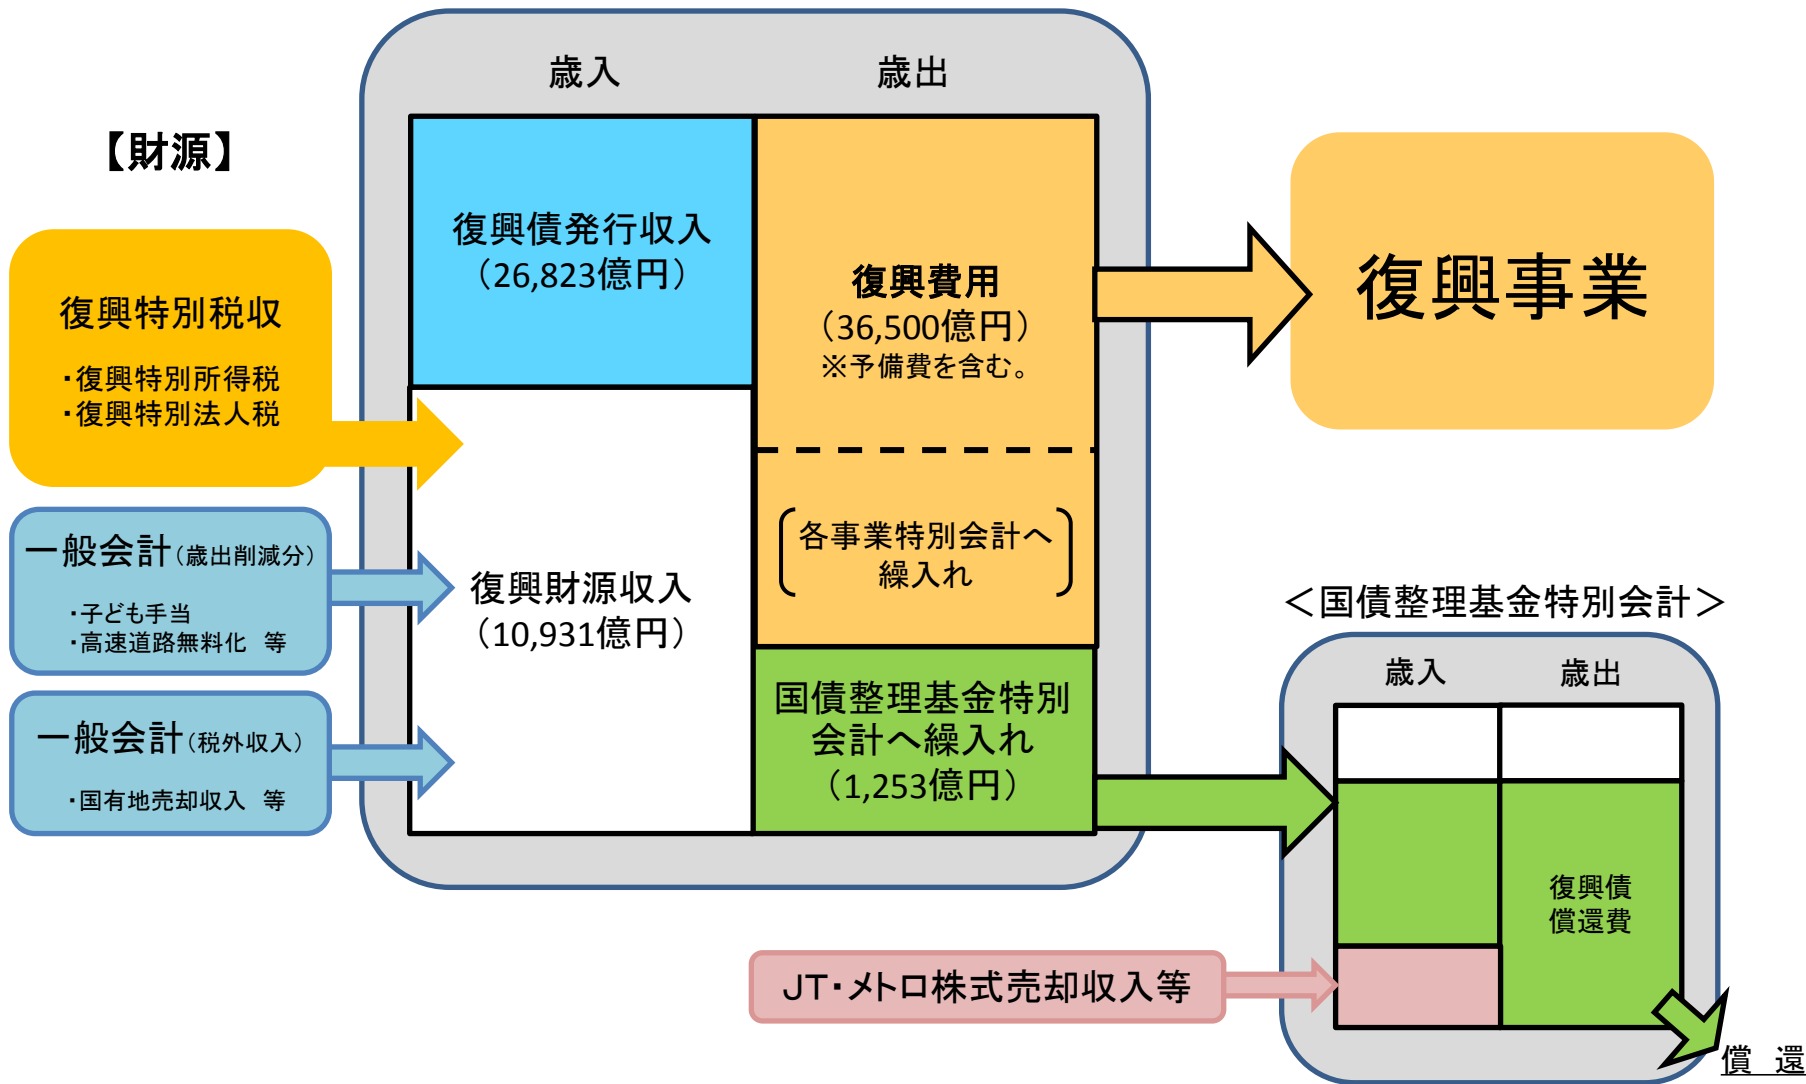 歳入
歳出
【財源】
復興特別税収
・復興特別所得税
・復興特別法人税
一般会計（歳出削減分）
・子ども手当
・高速道路無料化　等
一般会計（税外収入）
・国有地売却収入　等
復興債発行収入
（26,823億円）
復興財源収入
（10,931億円）
復興費用
（36,500億円）
※予備費を含む。
各事業特別会計へ
繰入れ
国債整理基金特別
会計へ繰入れ
（1,253億円）
復興事業
＜国債整理基金特別会計＞
歳入
歳出
復興債
償還費
JT・メトロ株式売却収入等
償　還